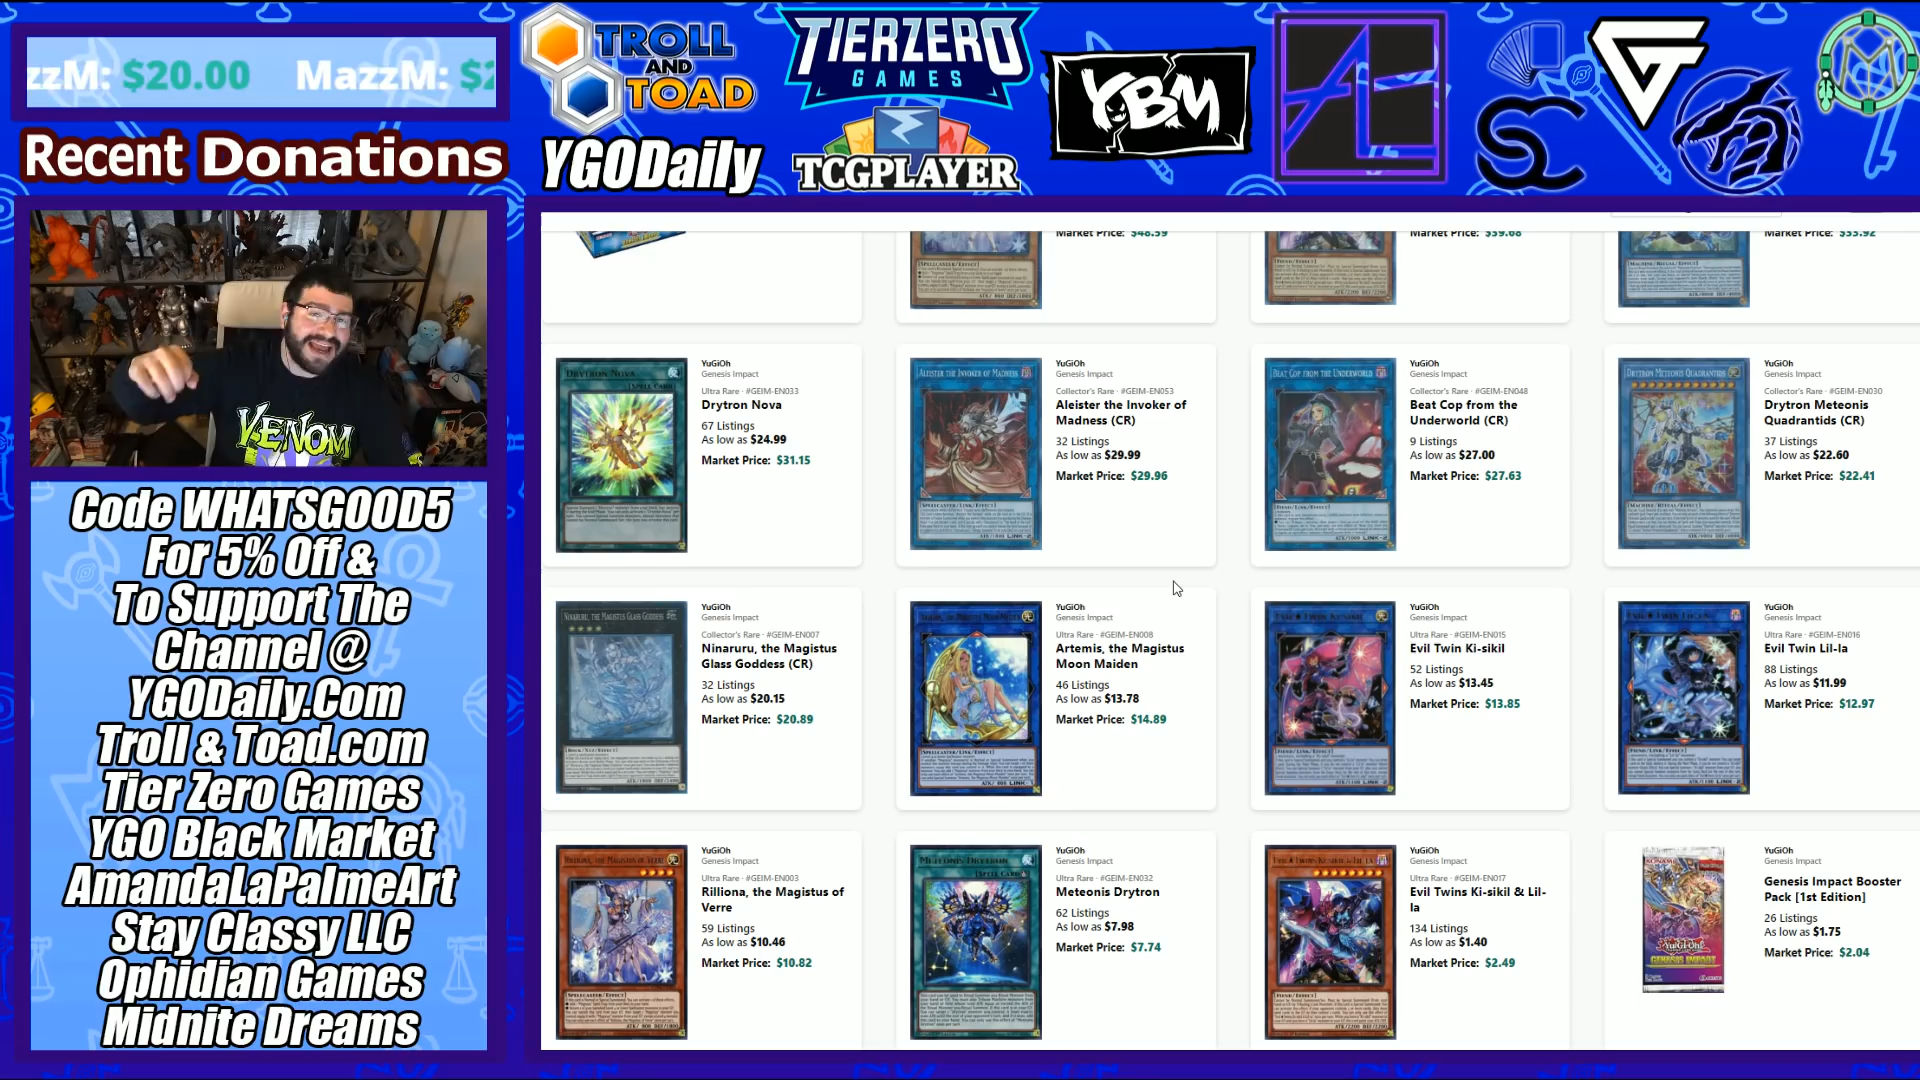 zzM: $20.00 MazzM: $2
Recent Donations
TROLL
AND
TOAD
YGODaily
TIERZERO
GAMES
TCGPLAYER
YBM
Code WHATSGOOD5
For 5% Off &
To Support The
Channel @
YGODaily.Com
Troll & Toad.com
Tier Zero Games
YGO Black Market
AmandaLaPalmeArt
Stay Classy LLC
Ophidian Games
Midnite Dreams
VENOM
Market Price: $48.59
Market Price: $39.68
Market Price: $33.92
YuGiOh
Genesis Impact
Ultra Rare · #GEIM-EN033
Drytron Nova
67 Listings
As low as $24.99
Market Price: $31.15
YuGiOh
Genesis Impact
Collector's Rare · #GEIM-EN053
Aleister the Invoker of
Madness (CR)
32 Listings
As low as $29.99
Market Price: $29.96
YuGiOh
Genesis Impact
Collector's Rare · #GEIM-EN048
Beat Cop from the
Underworld (CR)
9 Listings
As low as $27.00
Market Price: $27.63
YuGiOh
Genesis Impact
Collector's Rare · #GEIM-EN030
Drytron Meteonis
Quadrantids (CR)
37 Listings
As low as $22.60
Market Price: $22.41
YuGiOh
Genesis Impact
Collector's Rare · #GEIM-EN007
Ninaruru, the Magistus
Glass Goddess (CR)
32 Listings
As low as $20.15
Market Price: $20.89
YuGiOh
Genesis Impact
Ultra Rare · #GEIM-EN008
Artemis, the Magistus
Moon Maiden
46 Listings
As low as $13.78
Market Price: $14.89
YuGiOh
Genesis Impact
Ultra Rare · #GEIM-EN015
Evil Twin Ki-sikil
52 Listings
As low as $13.45
Market Price: $13.85
YuGiOh
Genesis Impact
Ultra Rare · #GEIM-EN016
Evil Twin Lil-la
88 Listings
As low as $11.99
Market Price: $12.97
YuGiOh
Genesis Impact
Ultra Rare · #GEIM-EN003
Rilliona, the Magistus of
Verre
59 Listings
As low as $10.46
Market Price: $10.82
YuGiOh
Genesis Impact
Ultra Rare · #GEIM-EN032
Meteonis Drytron
62 Listings
As low as $7.98
Market Price: $7.74
YuGiOh
Genesis Impact
Ultra Rare · #GEIM-EN017
Evil Twins Ki-sikil & Lil-
la
134 Listings
As low as $1.40
Market Price: $2.49
YuGiOh
Genesis Impact Booster
Pack [1st Edition]
26 Listings
As low as $1.75
Market Price: $2.04